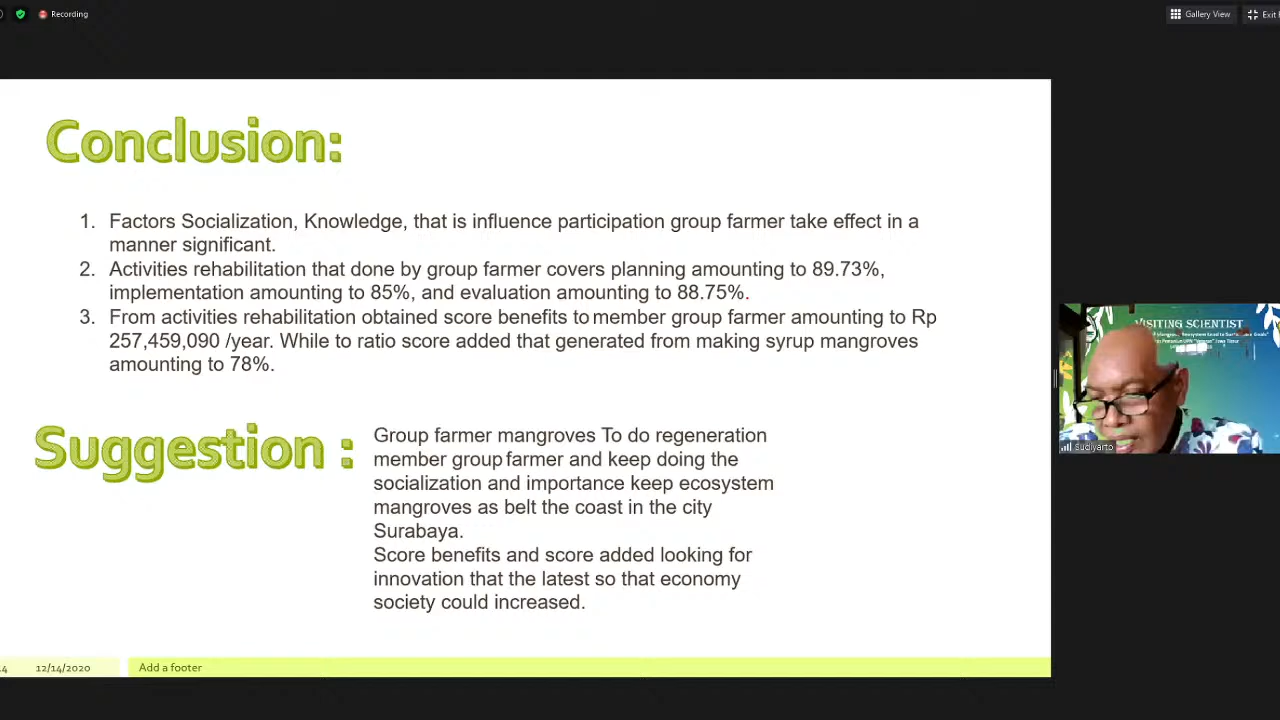 Recording
Gallery View
Exit
Conclusion:
1. Factors Socialization, Knowledge, that is influence participation group farmer take effect in a
manner significant.
2. Activities rehabilitation that done by group farmer covers planning amounting to 89.73%,
implementation amounting to 85%, and evaluation amounting to 88.75%.
3. From activities rehabilitation obtained score benefits to member group farmer amounting to Rp
257,459,090 /year. While to ratio score added that generated from making syrup mangroves
amounting to 78%.
Suggestion :
Group farmer mangroves To do regeneration
member group farmer and keep doing the
socialization and importance keep ecosystem
mangroves as belt the coast in the city
Surabaya.
Score benefits and score added looking for
innovation that the latest so that economy
society could increased.
VISITING SCIENTIST
sudiyarto
4 12/14/2020 Add a footer